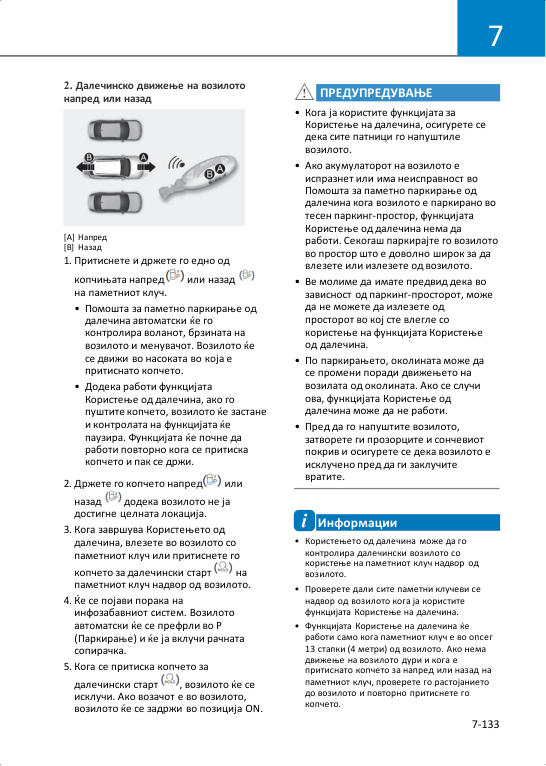 7
2. Далечинско движење на возилото
напред или назад
B
A
B
A
[A] Напред
[B] Назад
1. Притиснете и држете го едно од
копчињата напред( ) или назад ( )
на паметниот клуч.
• Помошта за паметно паркирање од
далечина автоматски ќе го
контролира воланот, брзината на
возилото и менувачот. Возилото ќе
се движи во насоката во која е
притиснато копчето.
• Додека работи функцијата
Користење од далечина, ако го
пуштите копчето, возилото ќе застане
и контролата на функцијата ќе
паузира. Функцијата ќе почне да
работи повторно кога се притиска
копчето и пак се држи.
2. Држете го копчето напред( ) или
назад ( ) додека возилото не ја
достигне целната локација.
3. Кога завршува Користењето од
далечина, влезете во возилото со
паметниот клуч или притиснете го
копчето за далечински старт (HOLD) на
паметниот клуч надвор од возилото.
4. Ќе се појави порака на
инфозабавниот систем. Возилото
автоматски ќе се префрли во P
(Паркирање) и ќе ја вклучи рачната
сопирачка.
5. Кога се притиска копчето за
далечински старт (HOLD), возилото ќе се
исклучи. Ако возачот е во возилото,
возилото ќе се задржи во позиција ON.
ПРЕДУПРЕДУВАЊЕ
• Кога ја користите функцијата за
Користење на далечина, осигурете се
дека сите патници го напуштиле
возилото.
• Ако акумулаторот на возилото е
испразнет или има неисправност во
Помошта за паметно паркирање од
далечина кога возилото е паркирано во
тесен паркинг-простор, функцијата
Користење од далечина нема да
работи. Секогаш паркирајте го возилото
во простор што е доволно широк за да
влезете или излезете од возилото.
• Ве молиме да имате предвид дека во
зависност од паркинг-просторот, може
да не можете да излезете од
просторот во кој сте влегле со
користење на функцијата Користење
од далечина.
• По паркирањето, околината може да
се промени поради движењето на
возилата од околината. Ако се случи
ова, функцијата Користење од
далечина може да не работи.
• Пред да го напуштите возилото,
затворете ги прозорците и сончевиот
покрив и осигурете се дека возилото е
исклучено пред да ги заклучите
вратите.
i Информации
• Користењето од далечина може да го
контролира далечински возилото со
користење на паметниот клуч надвор од
возилото.
• Проверете дали сите паметни клучеви се
надвор од возилото кога ја користите
функцијата Користење на далечина.
• Функцијата Користење на далечина ќе
работи само кога паметниот клуч е во опсег
13 стапки (4 метри) од возилото. Ако нема
движење на возилото дури и кога е
притиснато копчето за напред или назад на
паметниот клуч, проверете го растојанието
до возилото и повторно притиснете го
копчето.
7-133